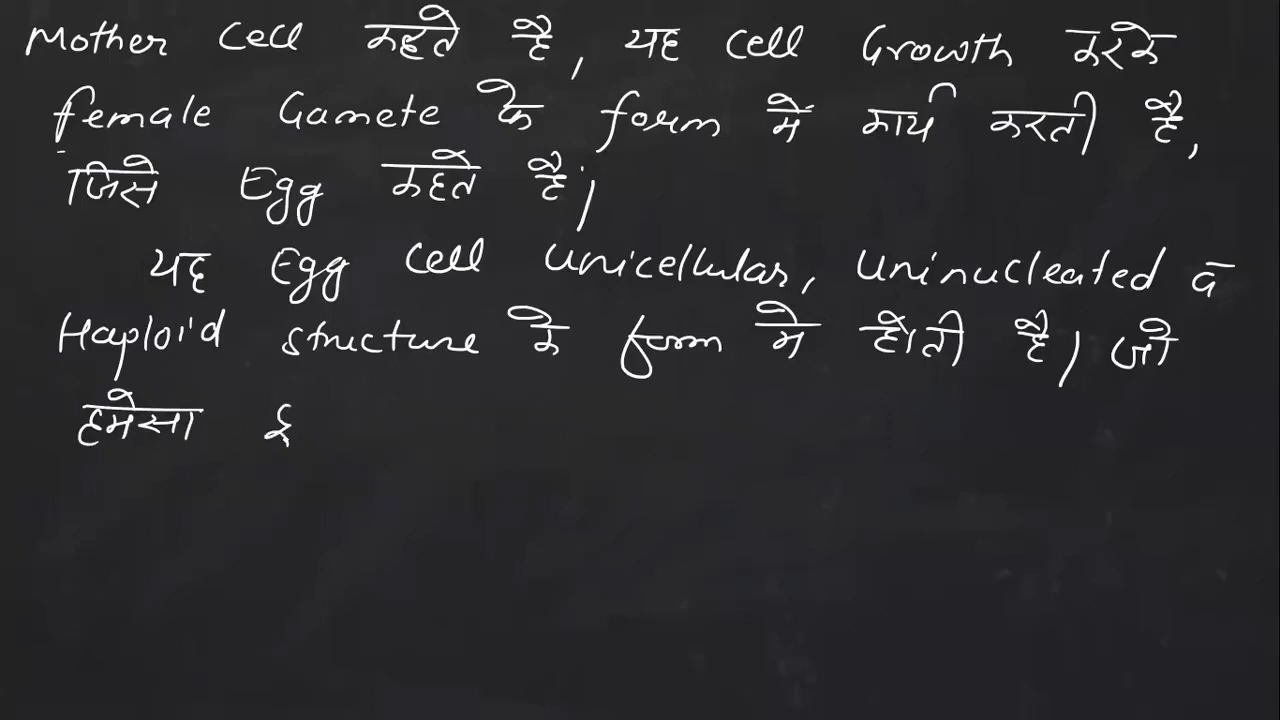 Mother cell कहते है, यह cell Growth करके
female Gamete के form में कार्य करती है,
जिसे Egg कहते है।
यह Egg cell unicellular, uninucleated व
Haploid structure के form मे होती है। जो
हमेसा